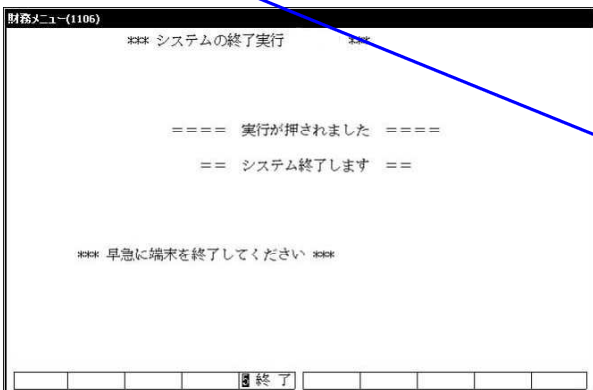 財務メニュー(1106)
*** システムの終了実行 ***
==== 実行が押されました ====
== システム終了します ==
*** 早急に端末を終了してください ***
5 終 了